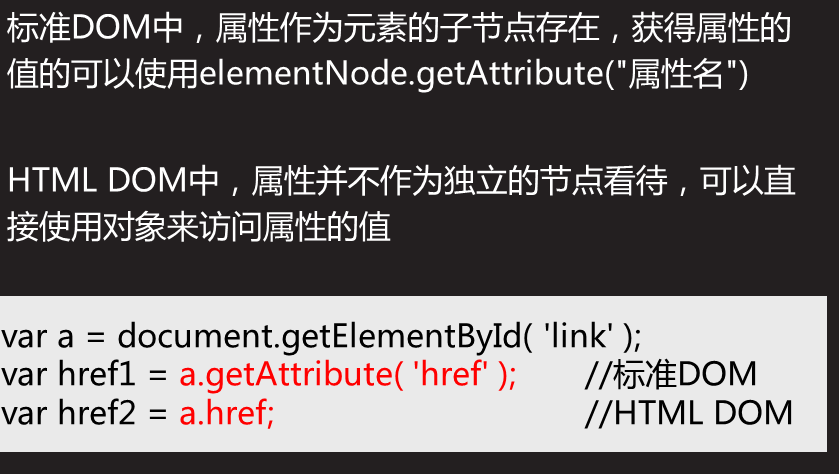 标准DOM中，属性作为元素的子节点存在，获得属性的
值的可以使用elementNode.getAttribute("属性名")
HTML DOM中，属性并不作为独立的节点看待，可以直
接使用对象来访问属性的值
var a = document.getElementById( 'link' );
var href1 = a.getAttribute( 'href' ); //标准DOM
var href2 = a.href; //HTML DOM